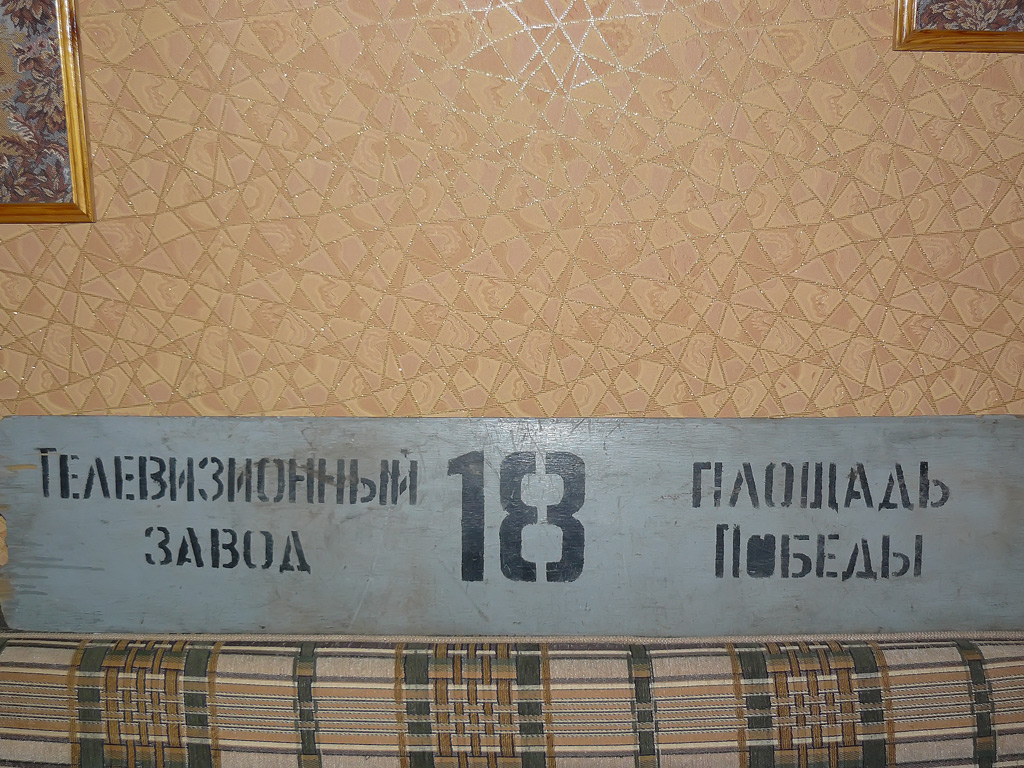 ТЕЛЕВИЗИОННЫЙ
ЗАВОД
18
ПЛОЩАДЬ
ПОБЕДЫ